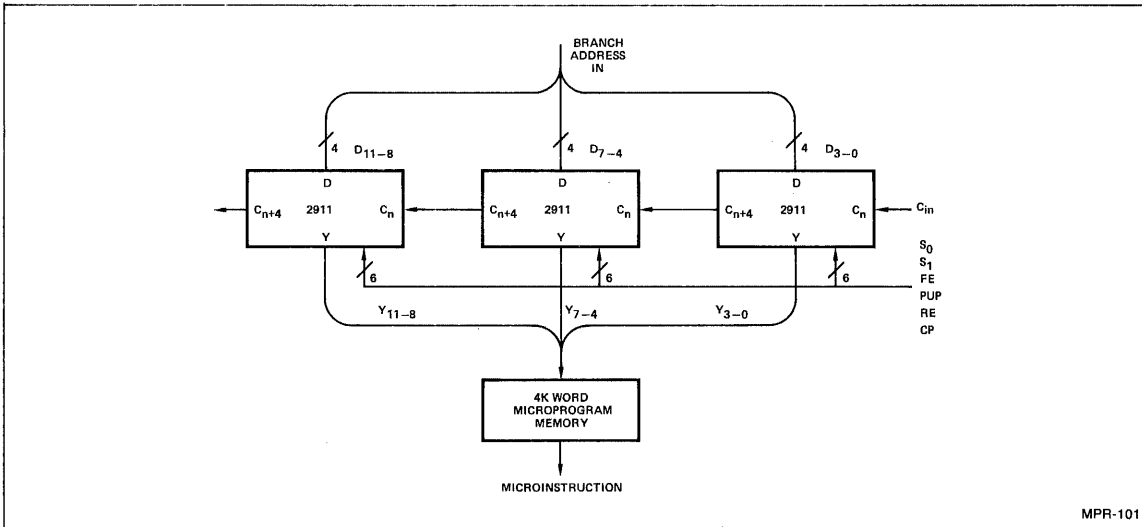 BRANCH
ADDRESS
IN
4 D11–8
4 D7–4
4 D3–0
D
Cn+4 2911 Cn
Y
D
Cn+4 2911 Cn
Y
D
Cn+4 2911 Cn
Y
Cin
S0
S1
FE
PUP
RE
CP
6
6
6
Y11–8
Y7–4
Y3–0
4K WORD
MICROPROGRAM
MEMORY
MICROINSTRUCTION
MPR-101